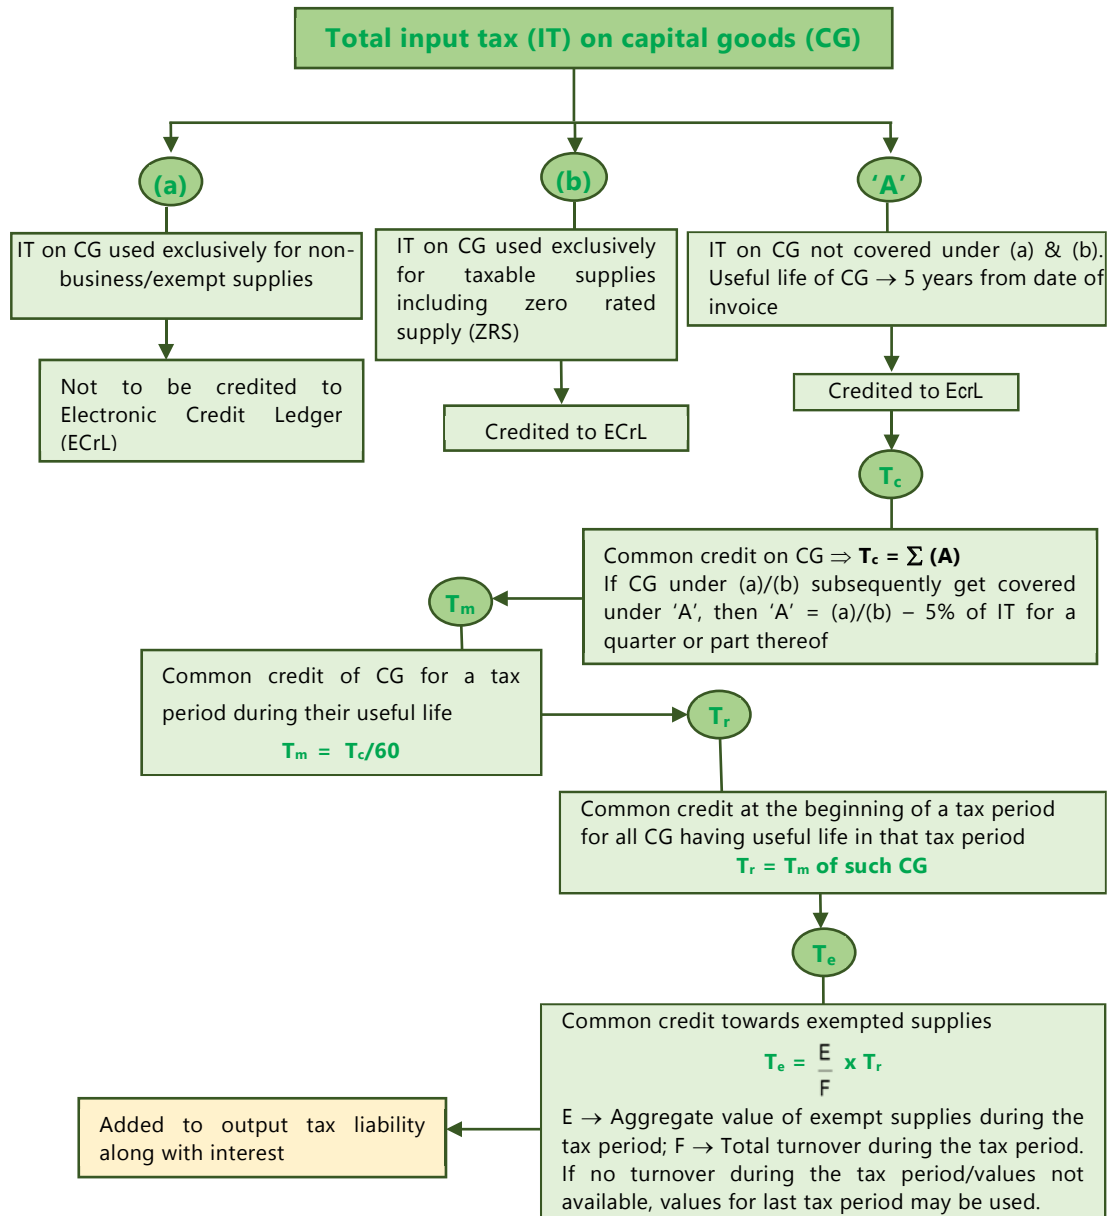 Total input tax (IT) on capital goods (CG)
(a)
(b)
‘A’
IT on CG used exclusively for non-
business/exempt supplies
IT on CG used exclusively
for taxable supplies
including zero rated
supply (ZRS)
IT on CG not covered under (a) & (b).
Useful life of CG → 5 years from date of
invoice
Not to be credited to
Electronic Credit Ledger
(ECrL)
Credited to ECrL
Credited to EcrL
Tc
Common credit on CG ⇒ Tc = ∑ (A)
If CG under (a)/(b) subsequently get covered
under ‘A’, then ‘A’ = (a)/(b) – 5% of IT for a
quarter or part thereof
Tm
Common credit of CG for a tax
period during their useful life
Tm = Tc/60
Tr
Common credit at the beginning of a tax period
for all CG having useful life in that tax period
Tr = Tm of such CG
Te
Common credit towards exempted supplies
Te = E/F x Tr
E → Aggregate value of exempt supplies during the
tax period; F → Total turnover during the tax period.
If no turnover during the tax period/values not
available, values for last tax period may be used.
Added to output tax liability
along with interest